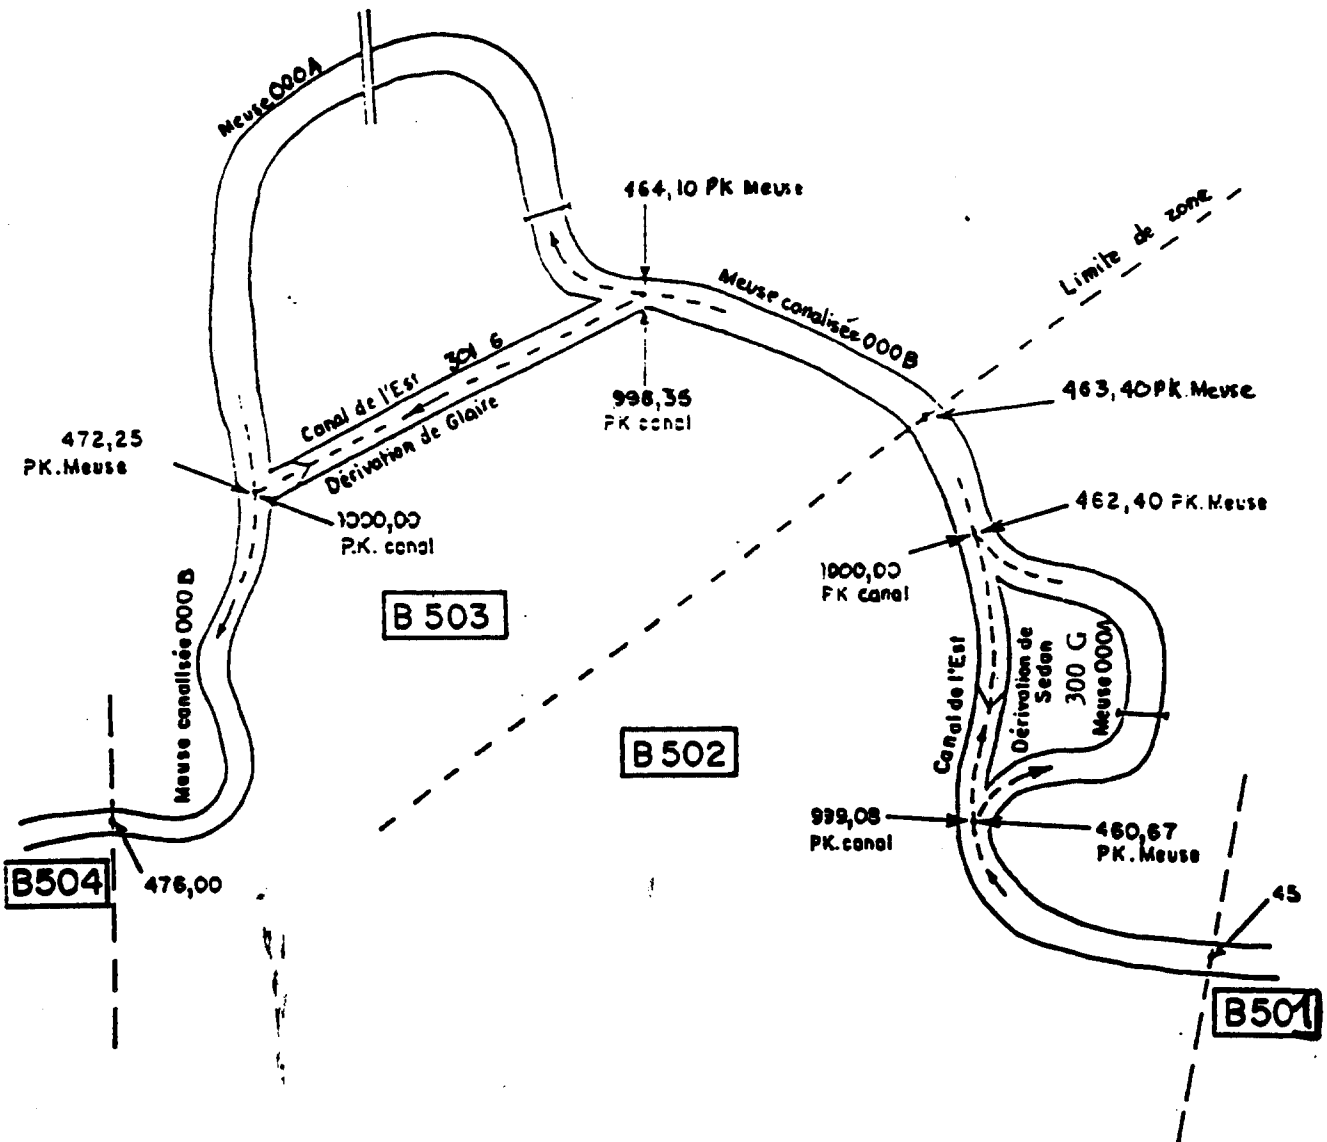 Meuse 000A
464,10 PK Meuse
Limite de zone
Meuse canalisée 000B
998,35
PK canal
Canal de l'Est 301 G
Dérivation de Glaire
463,40 PK.Meuse
472,25
PK.Meuse
1000,00
P.K. canal
462,40 PK.Meuse
1000,00
PK canal
B 503
Meuse canalisée 000B
Canal de l'Est
Dérivation de
Sedan
300 G
Meuse 000A
B 502
999,08
PK.canal
460,67
PK.Meuse
B504
476,00
45
B501